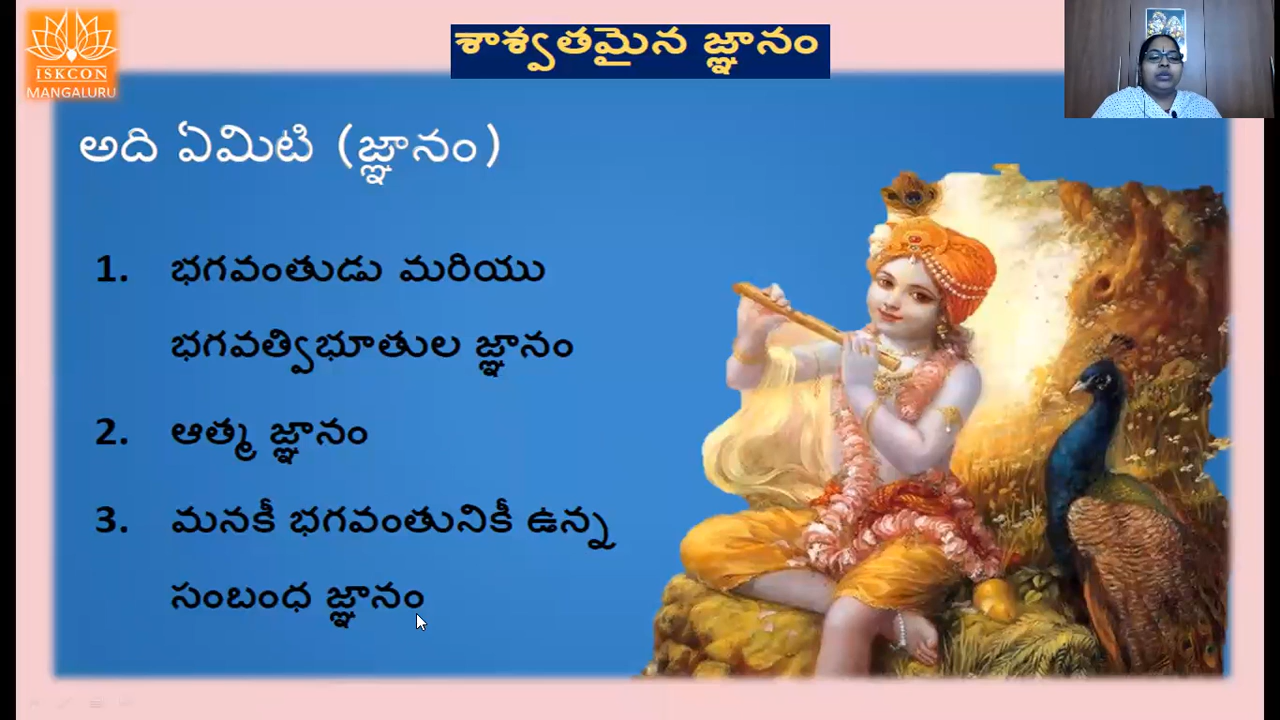 ISKCON
MANGALURU
శాశ్వతమైన జ్ఞానం
అది ఏమిటి (జ్ఞానం)
1. భగవంతుడు మరియు
భగవత్విభూతుల జ్ఞానం
2. ఆత్మ జ్ఞానం
3. మనకీ భగవంతునికీ ఉన్న
సంబంధ జ్ఞానం